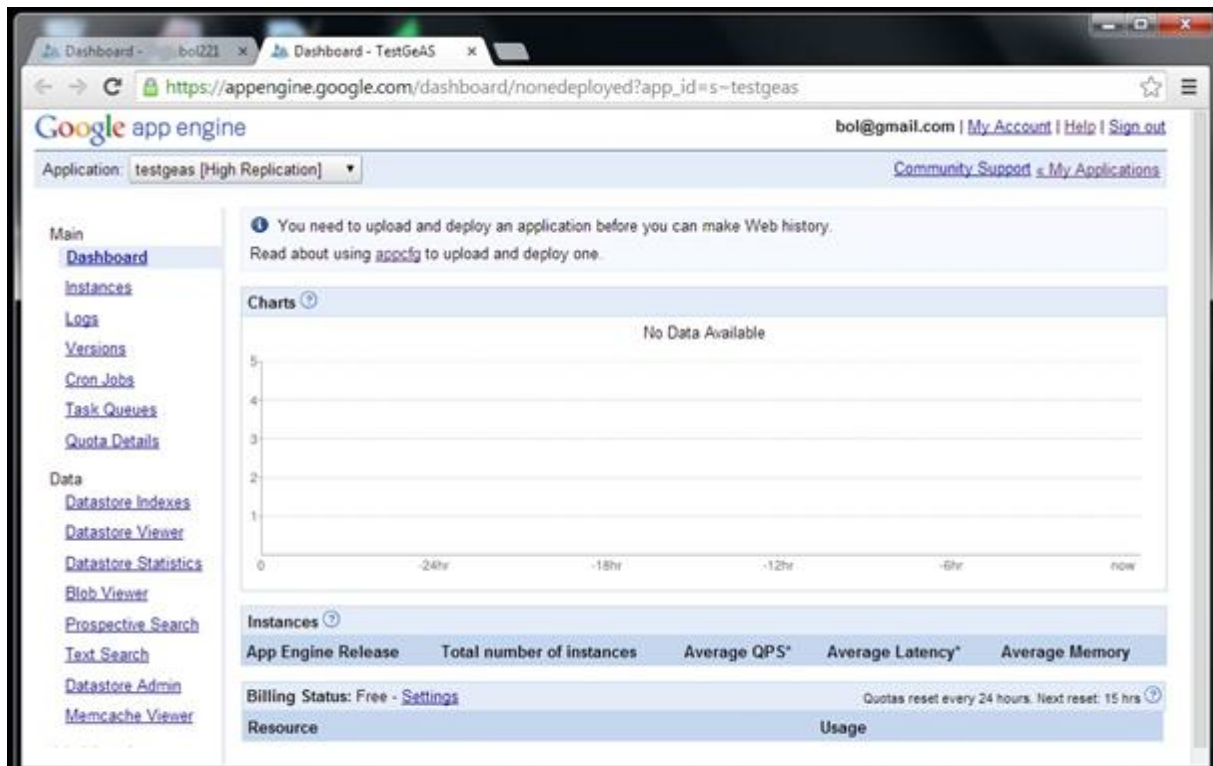 Dashboard - bol221 × Dashboard - TestGeAS ×
https://appengine.google.com/dashboard/nonedeployed?app_id=s~testgeas
Google app engine
bol@gmail.com | My Account | Help | Sign out
Application: testgeas [High Replication]
Community Support « My Applications
Main
Dashboard
Instances
Logs
Versions
Cron Jobs
Task Queues
Quota Details
Data
Datastore Indexes
Datastore Viewer
Datastore Statistics
Blob Viewer
Prospective Search
Text Search
Datastore Admin
Memcache Viewer
You need to upload and deploy an application before you can make Web history.
Read about using appcfg to upload and deploy one.
Charts
No Data Available
5
4
3
2
1
0 -24hr -18hr -12hr -6hr now
Instances
App Engine Release Total number of instances Average QPS* Average Latency* Average Memory
Billing Status: Free - Settings
Quotas reset every 24 hours. Next reset: 15 hrs
Resource Usage